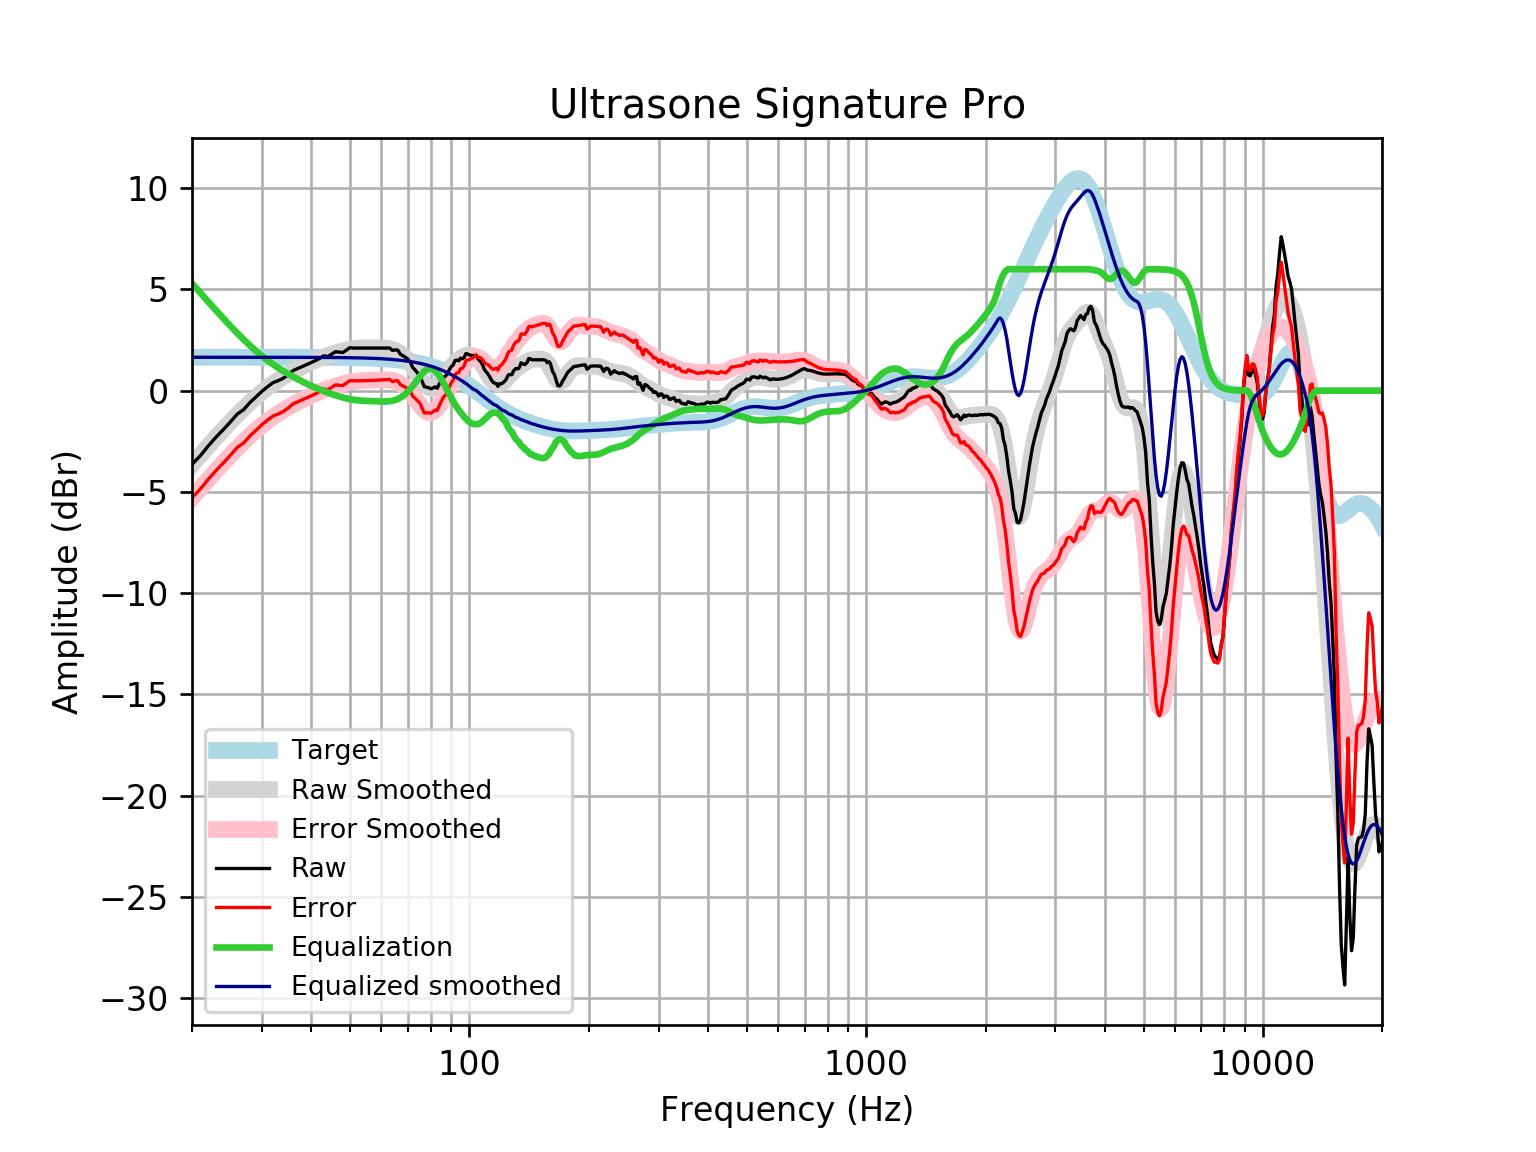 Ultrasone Signature Pro
10
5
0
−5
−10
−15
−20
−25
−30
Amplitude (dBr)
Target
Raw Smoothed
Error Smoothed
Raw
Error
Equalization
Equalized smoothed
100 1000 10000
Frequency (Hz)